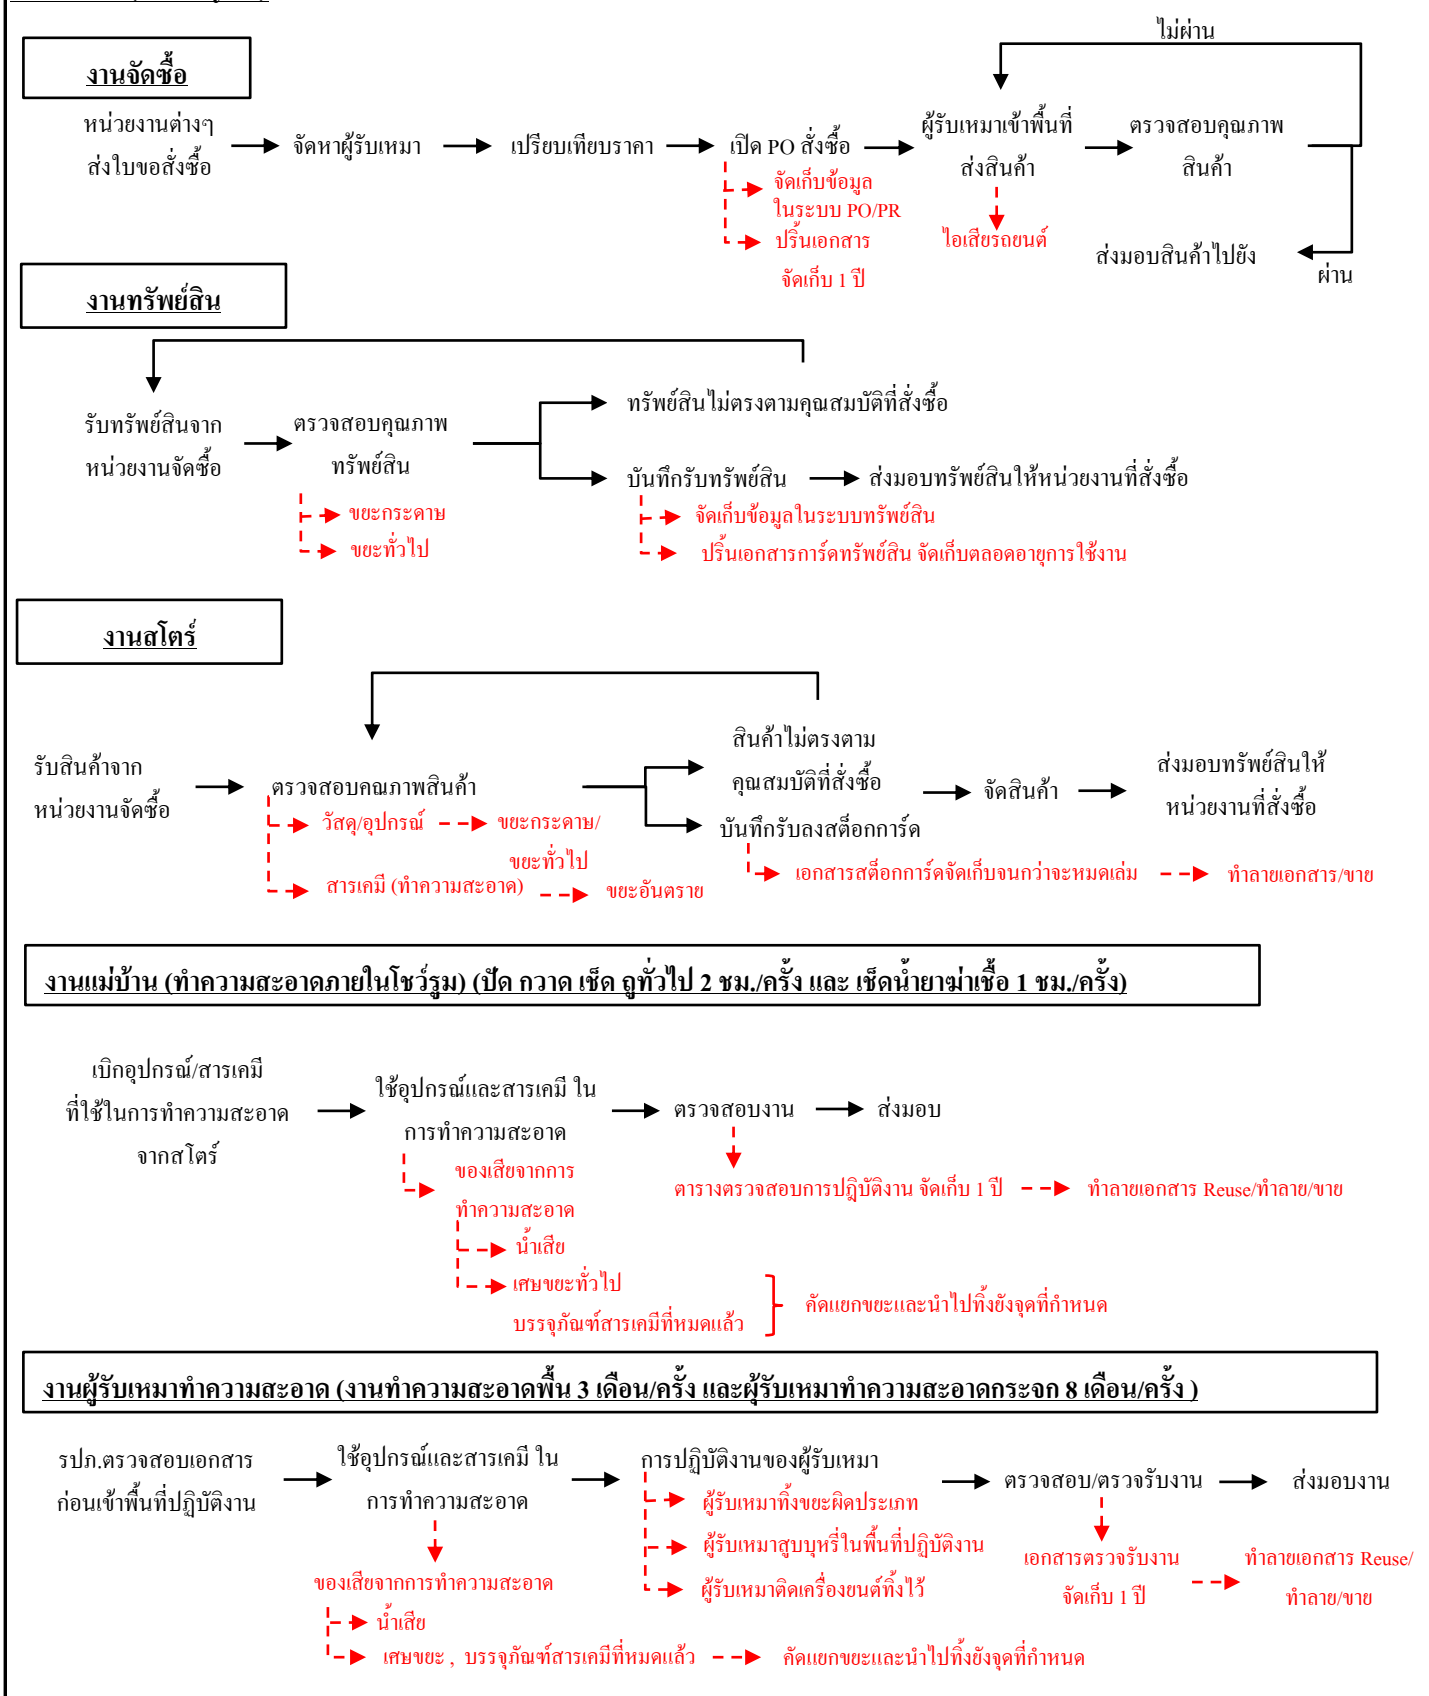 ไม่ผ่าน
งานจัดซื้อ
หน่วยงานต่างๆ
ส่งใบขอสั่งซื้อ
จัดหาผู้รับเหมา
เปรียบเทียบราคา
เปิด PO สั่งซื้อ
ผู้รับเหมาเข้าพื้นที่
ส่งสินค้า
ตรวจสอบคุณภาพ
สินค้า
จัดเก็บข้อมูล
ในระบบ PO/PR
ปริ้นเอกสาร
จัดเก็บ 1 ปี
ไอเสียรถยนต์
ส่งมอบสินค้าไปยัง
ผ่าน
งานทรัพย์สิน
รับทรัพย์สินจาก
หน่วยงานจัดซื้อ
ตรวจสอบคุณภาพ
ทรัพย์สิน
ทรัพย์สินไม่ตรงตามคุณสมบัติที่สั่งซื้อ
บันทึกรับทรัพย์สิน
ส่งมอบทรัพย์สินให้หน่วยงานที่สั่งซื้อ
ขยะกระดาษ
ขยะทั่วไป
จัดเก็บข้อมูลในระบบทรัพย์สิน
ปริ้นเอกสารการ์ดทรัพย์สิน จัดเก็บตลอดอายุการใช้งาน
งานสโตร์
รับสินค้าจาก
หน่วยงานจัดซื้อ
ตรวจสอบคณภาพสินค้า
สินค้าไม่ตรงตาม
คุณสมบัติที่สั่งซื้อ
บันทึกรับลงสต็อกการ์ด
จัดสินค้า
ส่งมอบทรัพย์สินให้
หน่วยงานที่สั่งซื้อ
วัสดุ/อุปกรณ์
ขยะกระดาษ/
ขยะทั่วไป
สารเคมี (ทำความสะอาด)
ขยะอันตราย
เอกสารสต็อกการ์ดจัดเก็บจนกว่าจะหมดเล่ม
ทำลายเอกสาร/ขาย
งานแม่บ้าน (ทำความสะอาดภายในโชว์รูม) (ปัด กวาด เช็ด ถูทั่วไป 2 ชม./ครั้ง และ เช็ดน้ำยาฆ่าเชื้อ 1 ชม./ครั้ง)
เบิกอุปกรณ์/สารเคมี
ที่ใช้ในการทำความสะอาด
จากสโตร์
ใช้อุปกรณ์และสารเคมี ใน
การทำความสะอาด
ตรวจสอบงาน
ส่งมอบ
ของเสียจากการ
ทำความสะอาด
น้ำเสีย
เศษขยะทั่วไป
บรรจุภัณฑ์สารเคมีที่หมดแล้ว
คัดแยกขยะและนำไปทิ้งยังจุดที่กำหนด
ตารางตรวจสอบการปฎิบัติงาน จัดเก็บ 1 ปี
ทำลายเอกสาร Reuse/ทำลาย/ขาย
งานผู้รับเหมาทำความสะอาด (งานทำความสะอาดพื้น 3 เดือน/ครั้ง และผุ้รับเหมาทำความสะอาดกระจก 8 เดือน/ครั้ง )
รปภ.ตรวจสอบเอกสาร
ก่อนเข้าพื้นที่ปฏิบัติงาน
ใช้อุปกรณ์และสารเคมี ใน
การทำความสะอาด
การปฏิบัติงานของผู้รับเหมา
ตรวจสอบ/ตรวจรับงาน
ส่งมอบงาน
ผู้รับเหมาทิ้งขยะผิดประเภท
ผู้รับเหมาสูบบุหรี่ในพื้นที่ปฏิบัติงาน
ผู้รับเหมาติดเครื่องยนต์ทิ้งไว้
เอกสารตรวจรับงาน
จัดเก็บ 1 ปี
ทำลายเอกสาร Reuse/
ทำลาย/ขาย
ของเสียจากการทำความสะอาด
น้ำเสีย
เศษขยะ , บรรจุภัณฑ์สารเคมีที่หมดแล้ว
คัดแยกขยะและนำไปทิ้งยังจุดที่กำหนด